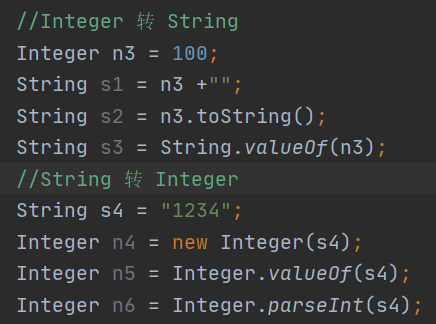 //Integer 转 String
Integer n3 = 100;
String s1 = n3 +"";
String s2 = n3.toString();
String s3 = String.valueOf(n3);
//String 转 Integer
String s4 = "1234";
Integer n4 = new Integer(s4);
Integer n5 = Integer.valueOf(s4);
Integer n6 = Integer.parseInt(s4);